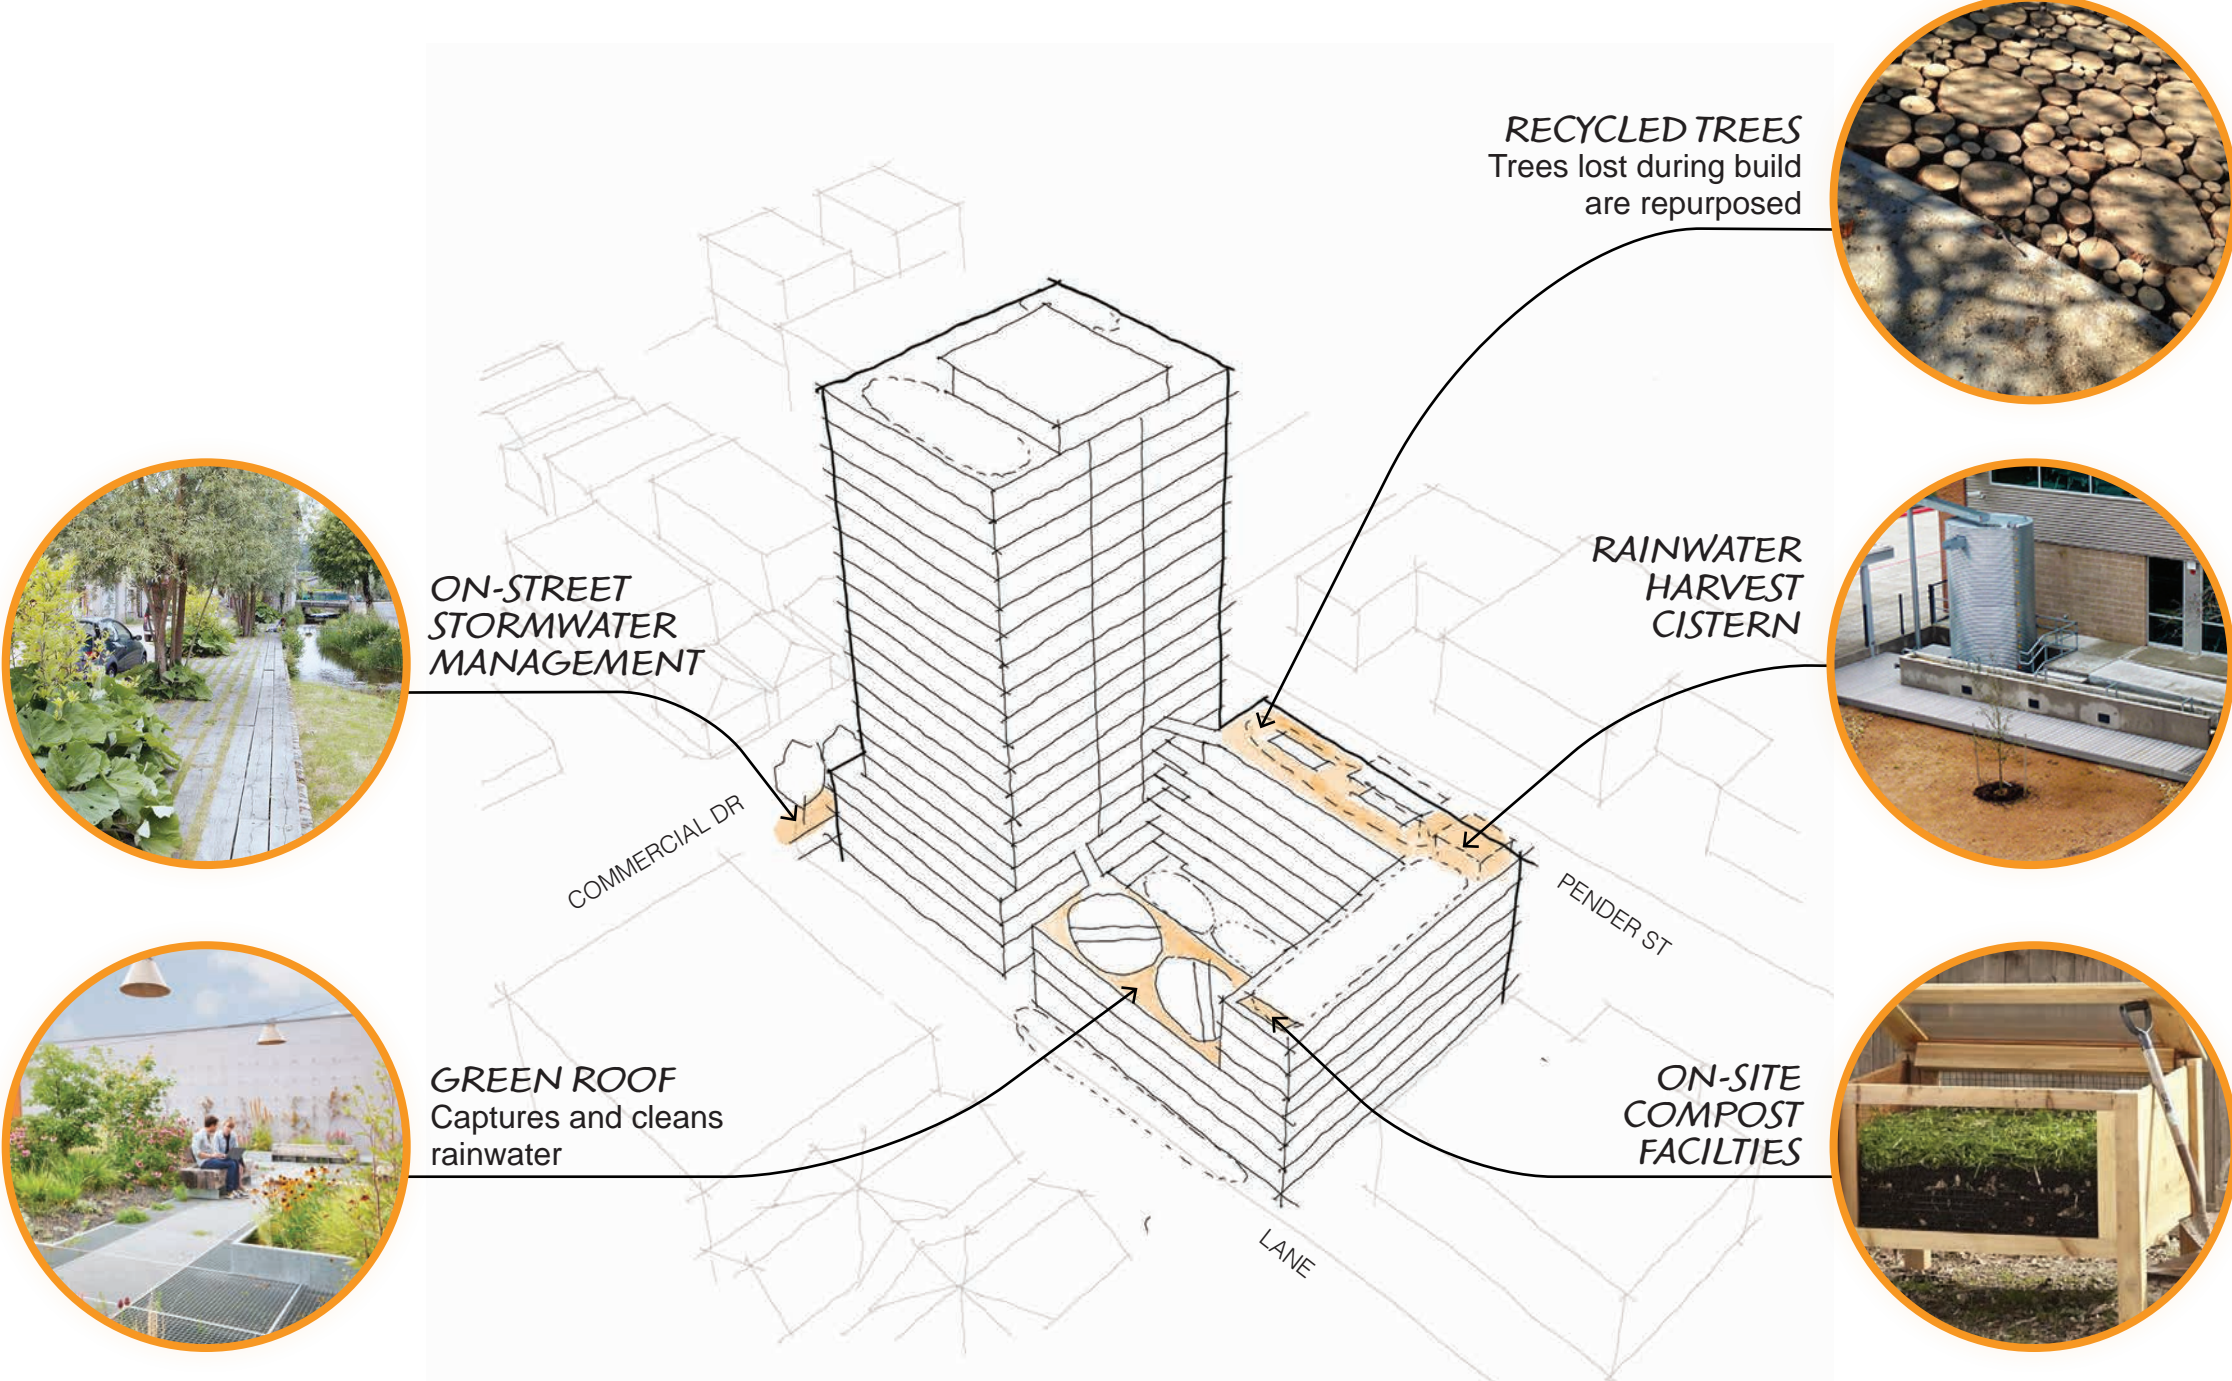 RECYCLED TREES
Trees lost during build
are repurposed
RAINWATER
HARVEST
CISTERN
ON-STREET
STORMWATER
MANAGEMENT
COMMERCIAL DR
PENDER ST
GREEN ROOF
Captures and cleans
rainwater
ON-SITE
COMPOST
FACILTIES
LANE